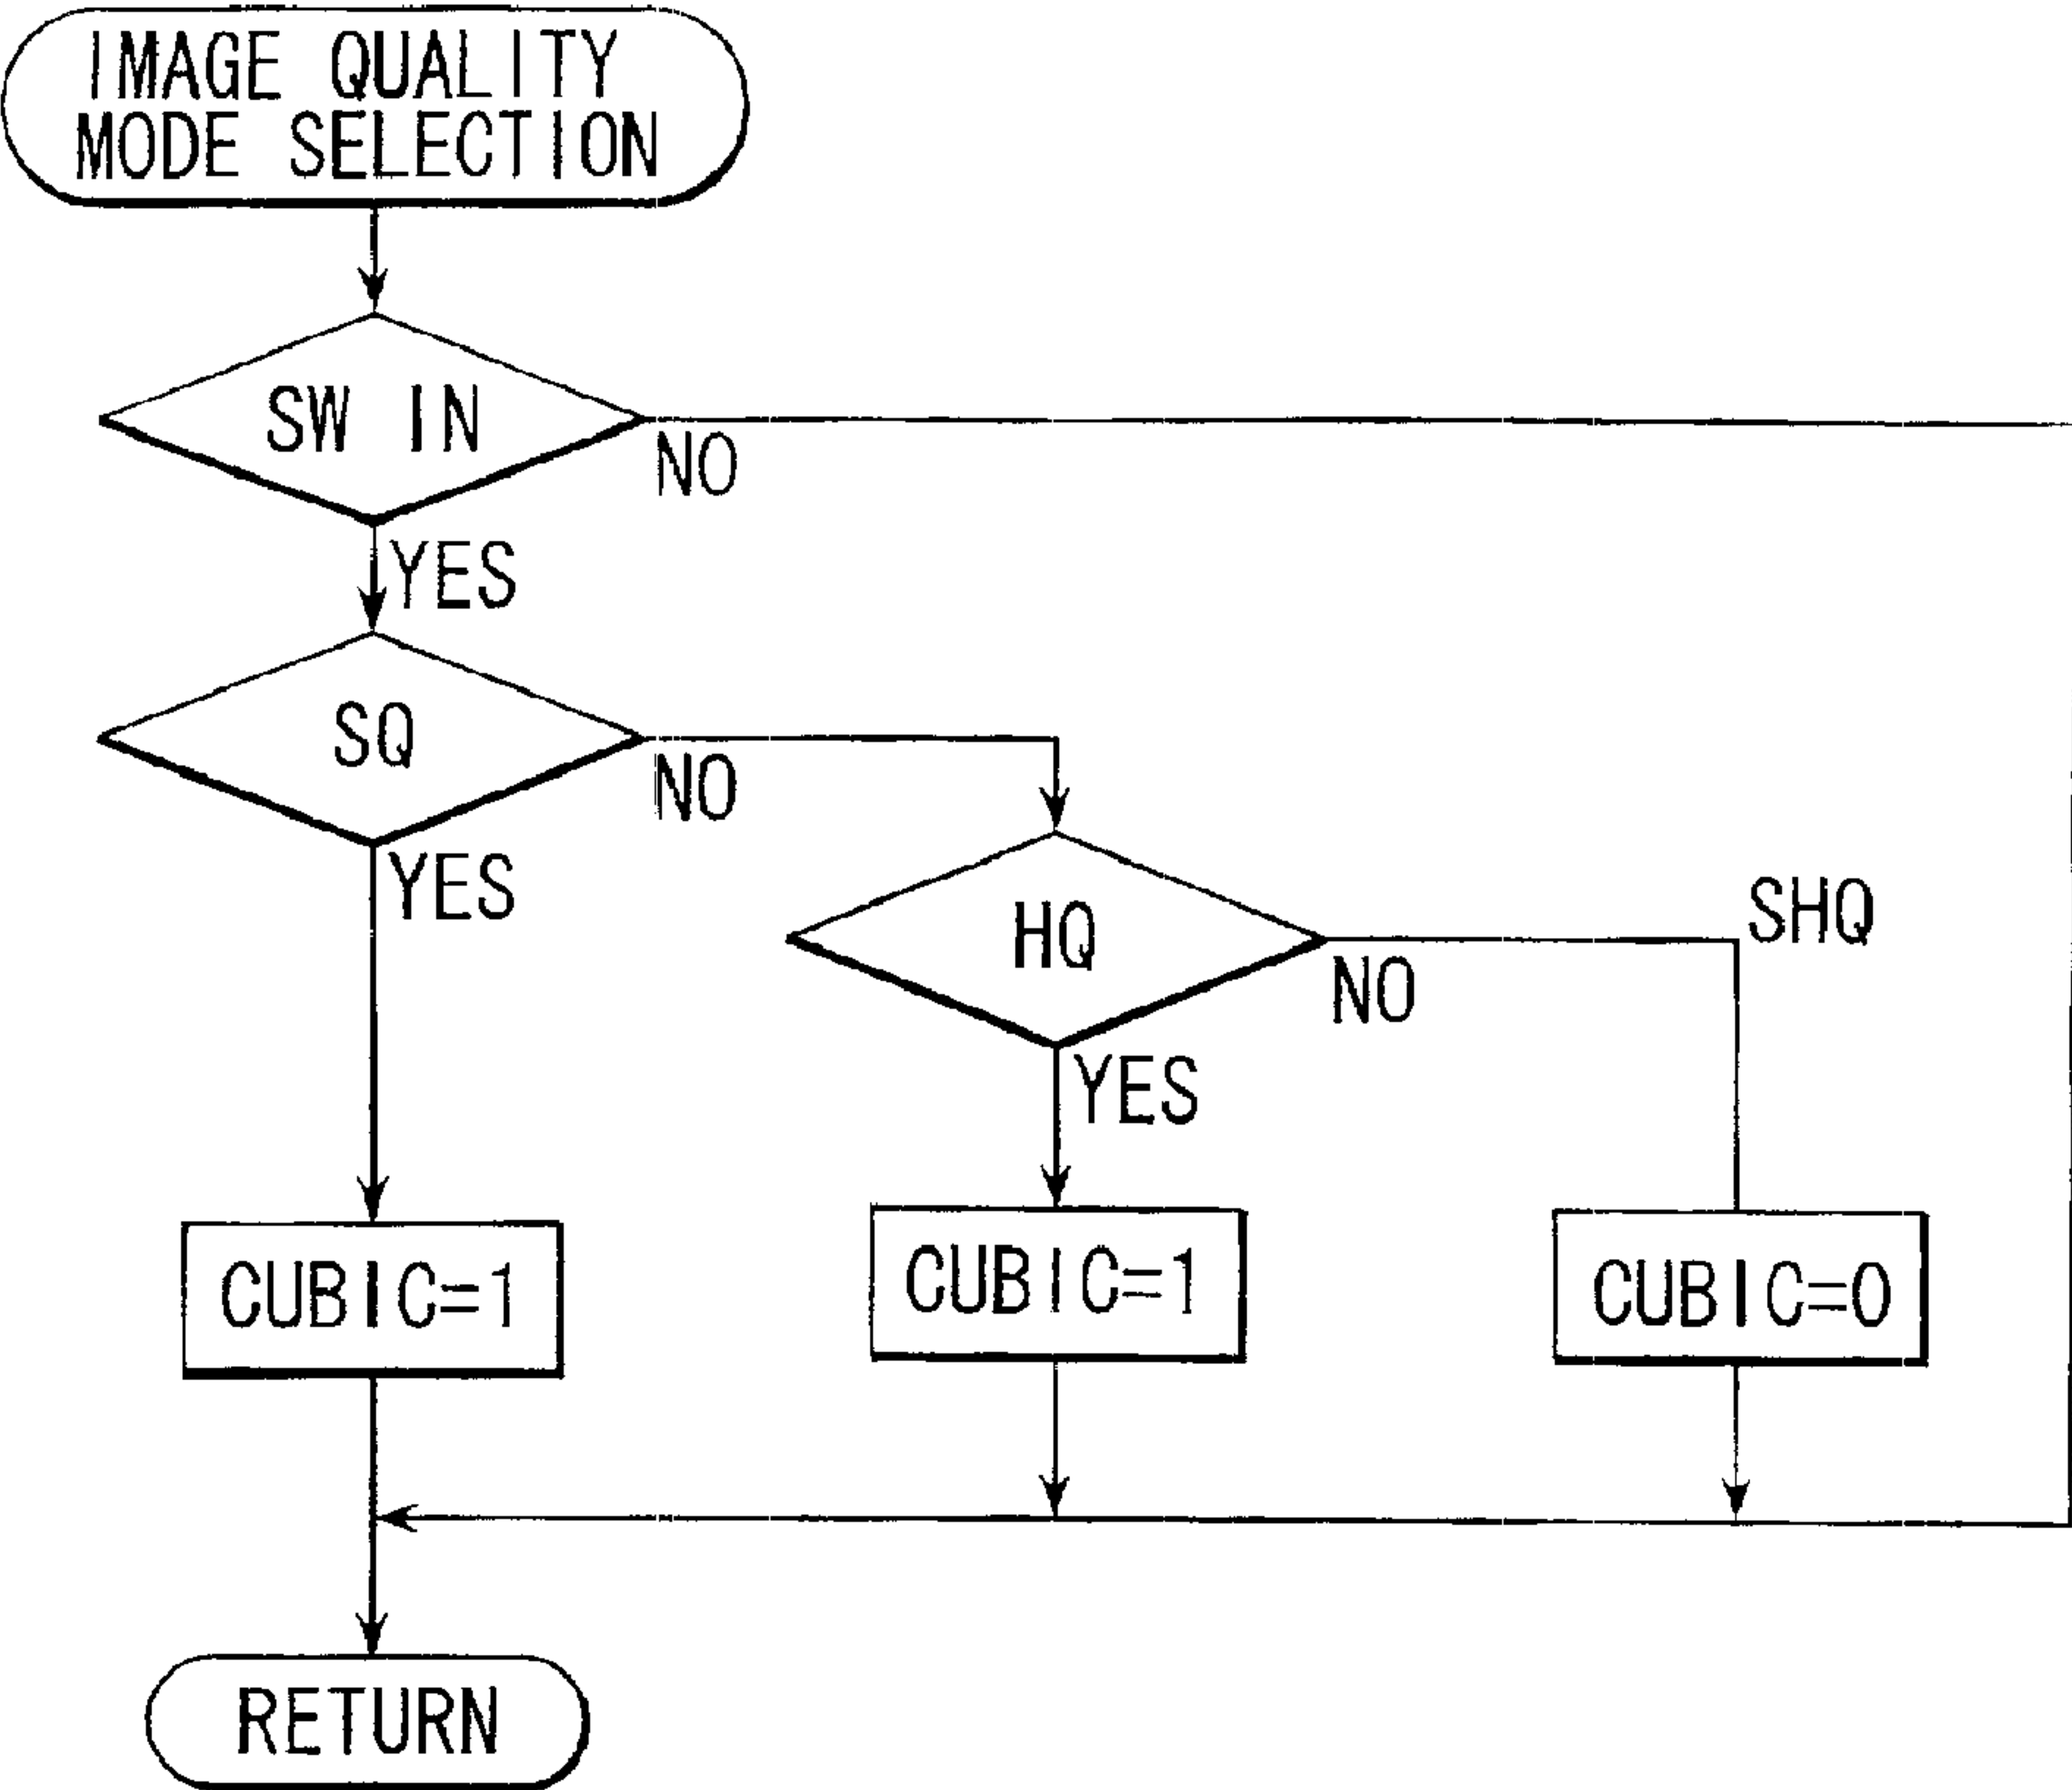 IMAGE QUALITY
MODE SELECTION
SW IN
NO
YES
SQ
NO
YES
HQ
SHQ
NO
YES
CUBIC=1
CUBIC=1
CUBIC=0
RETURN